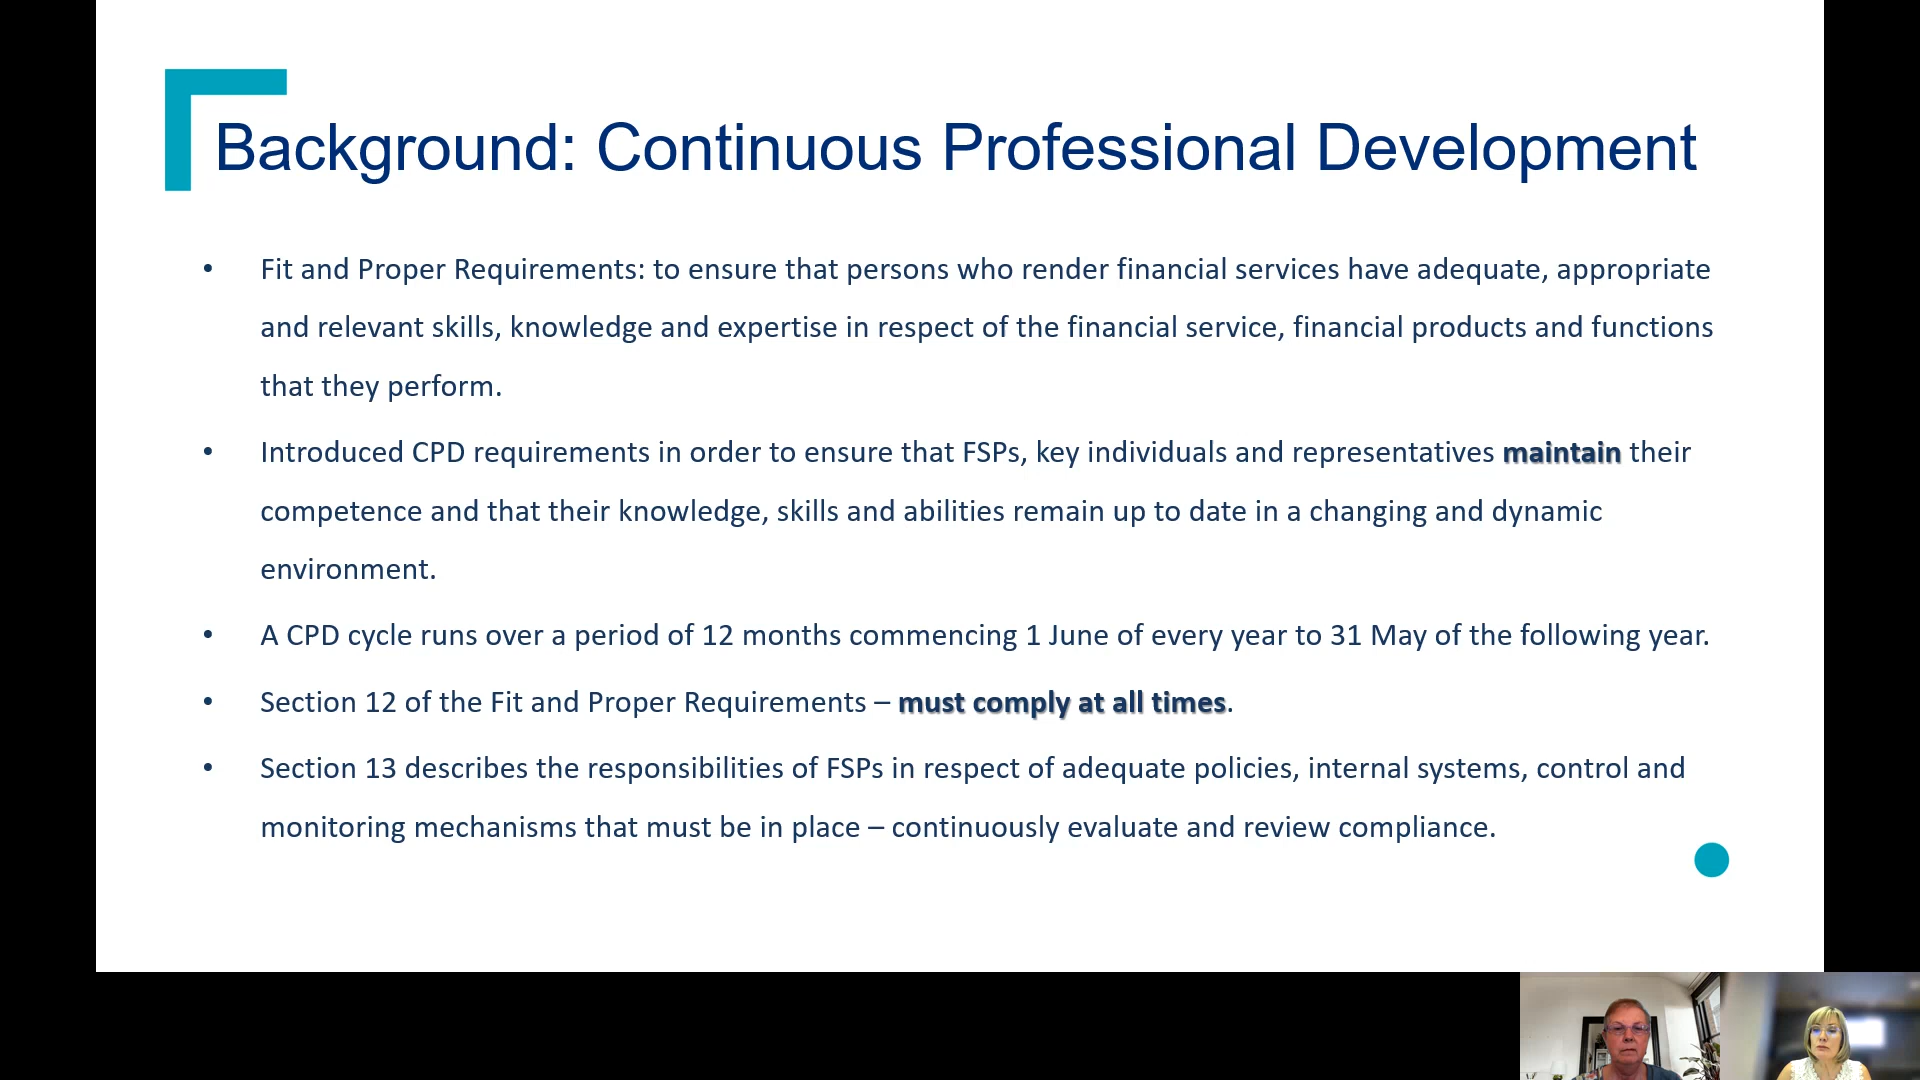 Background: Continuous Professional Development
• Fit and Proper Requirements: to ensure that persons who render financial services have adequate, appropriate
and relevant skills, knowledge and expertise in respect of the financial service, financial products and functions
that they perform.
• Introduced CPD requirements in order to ensure that FSPs, key individuals and representatives maintain their
competence and that their knowledge, skills and abilities remain up to date in a changing and dynamic
environment.
• A CPD cycle runs over a period of 12 months commencing 1 June of every year to 31 May of the following year.
• Section 12 of the Fit and Proper Requirements – must comply at all times.
• Section 13 describes the responsibilities of FSPs in respect of adequate policies, internal systems, control and
monitoring mechanisms that must be in place – continuously evaluate and review compliance.